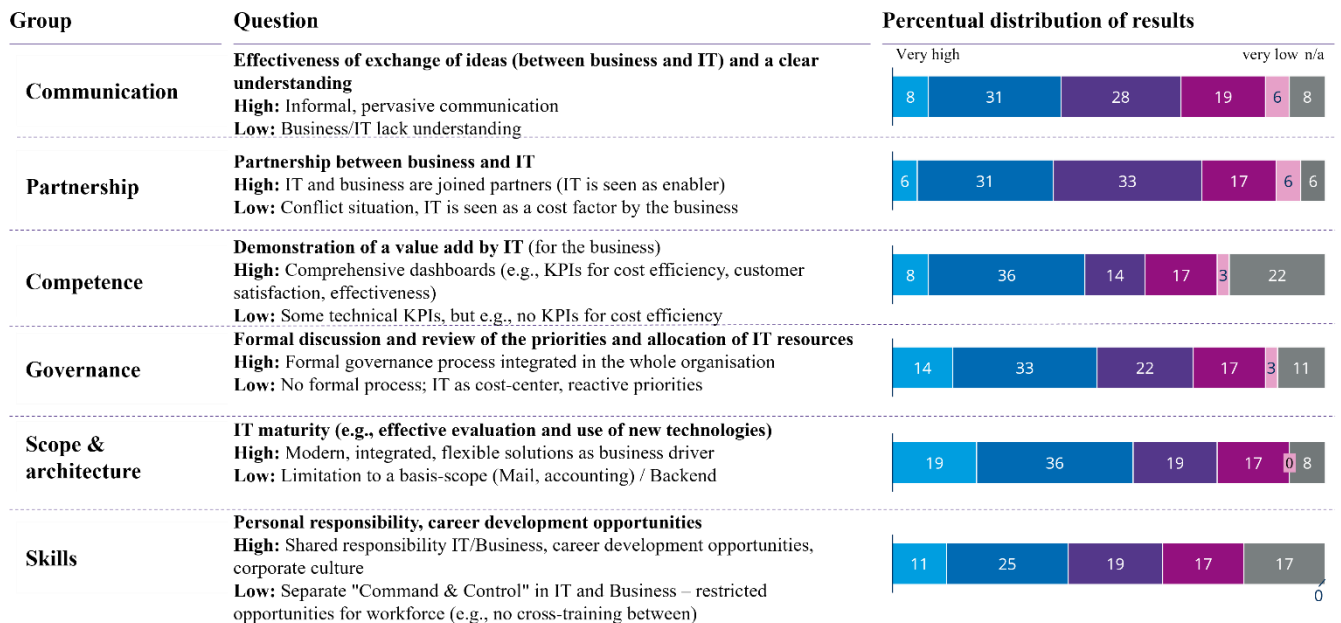 Group Question Percentual distribution of results
Very high very low n/a
Communication
Effectiveness of exchange of ideas (between business and IT) and a clear
understanding
High: Informal, pervasive communication
Low: Business/IT lack understanding
8 31 28 19 6 8
Partnership
Partnership between business and IT
High: IT and business are joined partners (IT is seen as enabler)
Low: Conflict situation, IT is seen as a cost factor by the business
6 31 33 17 6 6
Competence
Demonstration of a value add by IT (for the business)
High: Comprehensive dashboards (e.g., KPIs for cost efficiency, customer
satisfaction, effectiveness)
Low: Some technical KPIs, but e.g., no KPIs for cost efficiency
8 36 14 17 3 22
Governance
Formal discussion and review of the priorities and allocation of IT resources
High: Formal governance process integrated in the whole organisation
Low: No formal process; IT as cost-center, reactive priorities
14 33 22 17 3 11
Scope &
architecture
IT maturity (e.g., effective evaluation and use of new technologies)
High: Modern, integrated, flexible solutions as business driver
Low: Limitation to a basis-scope (Mail, accounting) / Backend
19 36 19 17 0 8
Skills
Personal responsibility, career development opportunities
High: Shared responsibility IT/Business, career development opportunities,
corporate culture
Low: Separate "Command & Control" in IT and Business – restricted
opportunities for workforce (e.g., no cross-training between)
11 25 19 17 17
0